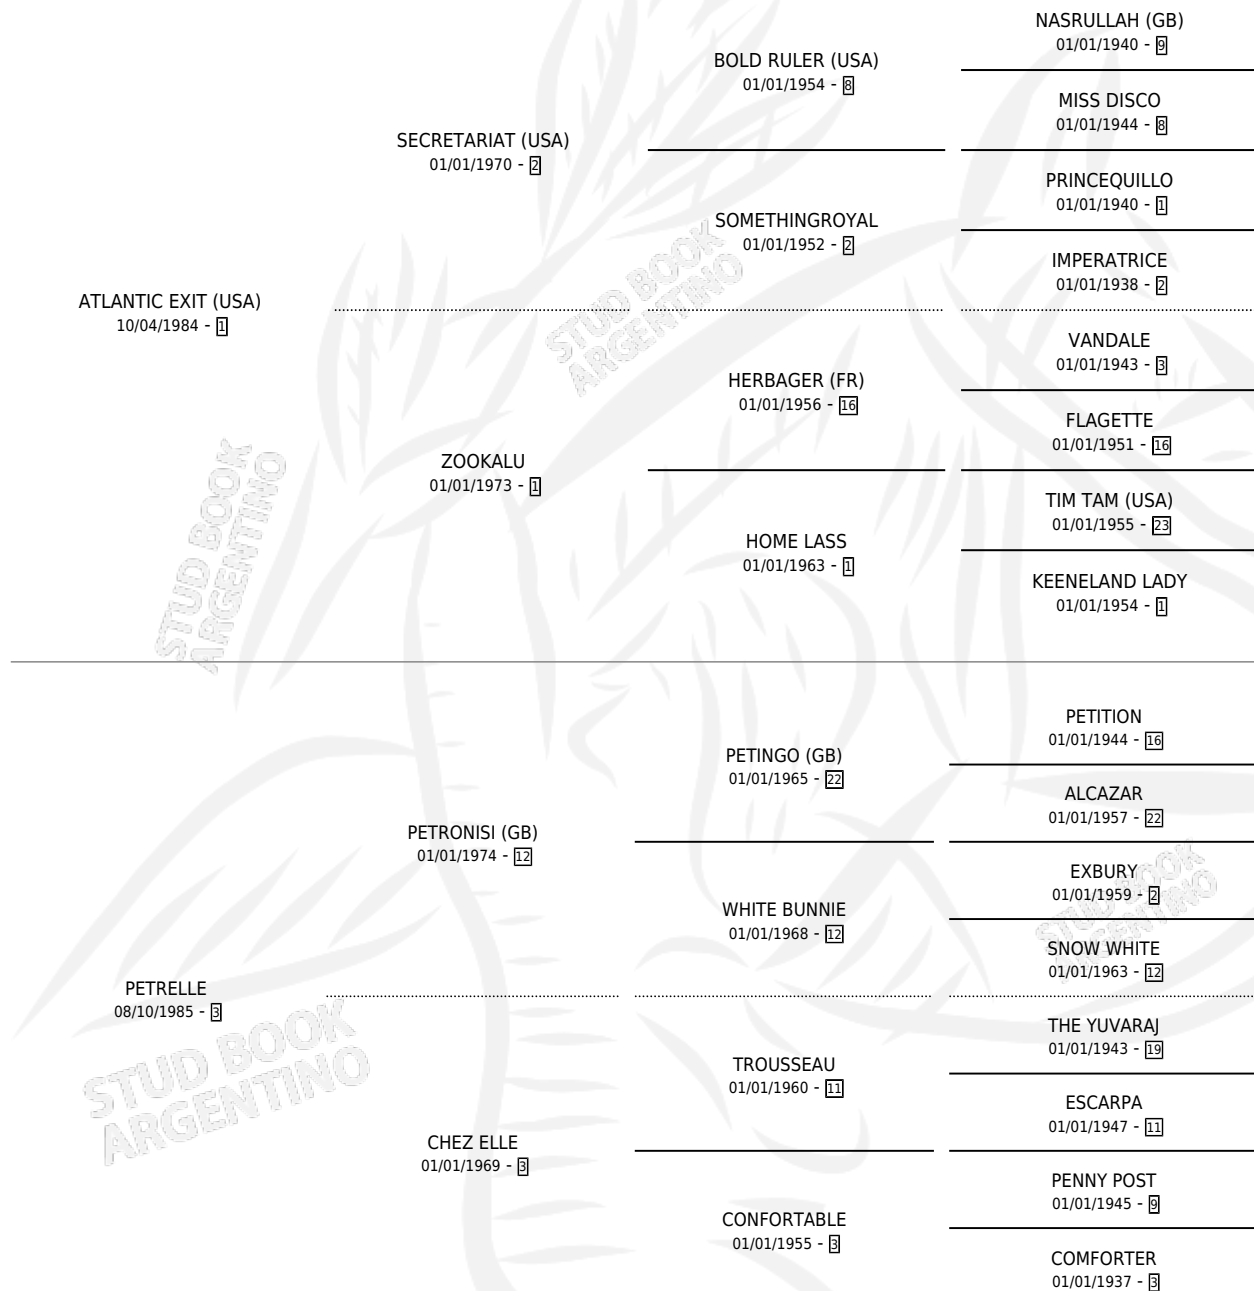 NASRULLAH (GB)
01/01/1940 - 9
BOLD RULER (USA)
01/01/1954 - 8
MISS DISCO
01/01/1944 - 8
SECRETARIAT (USA)
01/01/1970 - 2
PRINCEQUILLO
01/01/1940 - 1
SOMETHINGROYAL
01/01/1952 - 2
IMPERATRICE
01/01/1938 - 2
ATLANTIC EXIT (USA)
10/04/1984 - 1
VANDALE
01/01/1943 - 3
HERBAGER (FR)
01/01/1956 - 16
FLAGETTE
01/01/1951 - 16
ZOOKALU
01/01/1973 - 1
TIM TAM (USA)
01/01/1955 - 23
HOME LASS
01/01/1963 - 1
KEENELAND LADY
01/01/1954 - 1
PETITION
01/01/1944 - 16
PETINGO (GB)
01/01/1965 - 22
ALCAZAR
01/01/1957 - 22
PETRONISI (GB)
01/01/1974 - 12
EXBURY
01/01/1959 - 2
WHITE BUNNIE
01/01/1968 - 12
SNOW WHITE
01/01/1963 - 12
PETRELLE
08/10/1985 - 3
THE YUVARAJ
01/01/1943 - 19
TROUSSEAU
01/01/1960 - 11
ESCARPA
01/01/1947 - 11
CHEZ ELLE
01/01/1969 - 3
PENNY POST
01/01/1945 - 9
CONFORTABLE
01/01/1955 - 3
COMFORTER
01/01/1937 - 3
STUD BOOK
ARGENTINO
STUD BOOK
ARGENTINO
STUD BOOK
ARGENTINO
STUD BOOK
ARGENTINO